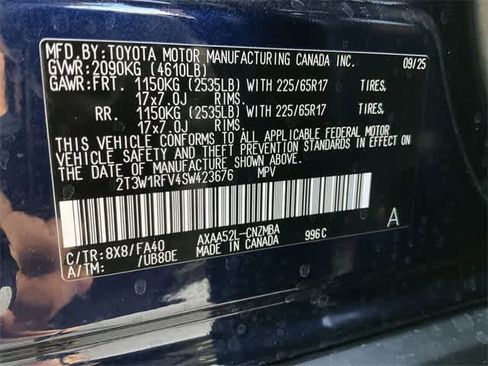 MFD.BY:TOYOTA MOTOR MANUFACTURING CANADA INC. 09/25
GVWR:2090KG (4610LB)
GAWR:FRT. 1150KG (2535LB) WITH 225/65R17 TIRES,
17x7.0J RIMS.
RR. 1150KG (2535LB) WITH 225/65R17 TIRES,
17x7.0J RIMS.
THIS VEHICLE CONFORMS TO ALL APPLICABLE FEDERAL MOTOR
VEHICLE SAFETY AND THEFT PREVENTION STANDARDS IN EFFECT ON
THE DATE OF MANUFACTURE SHOWN ABOVE.
2T3W1RFV4SW423676 MPV
C/TR:8X8/FA40 AXAA52L-CNZMBA 996C A
A/TM: /UB80E MADE IN CANADA